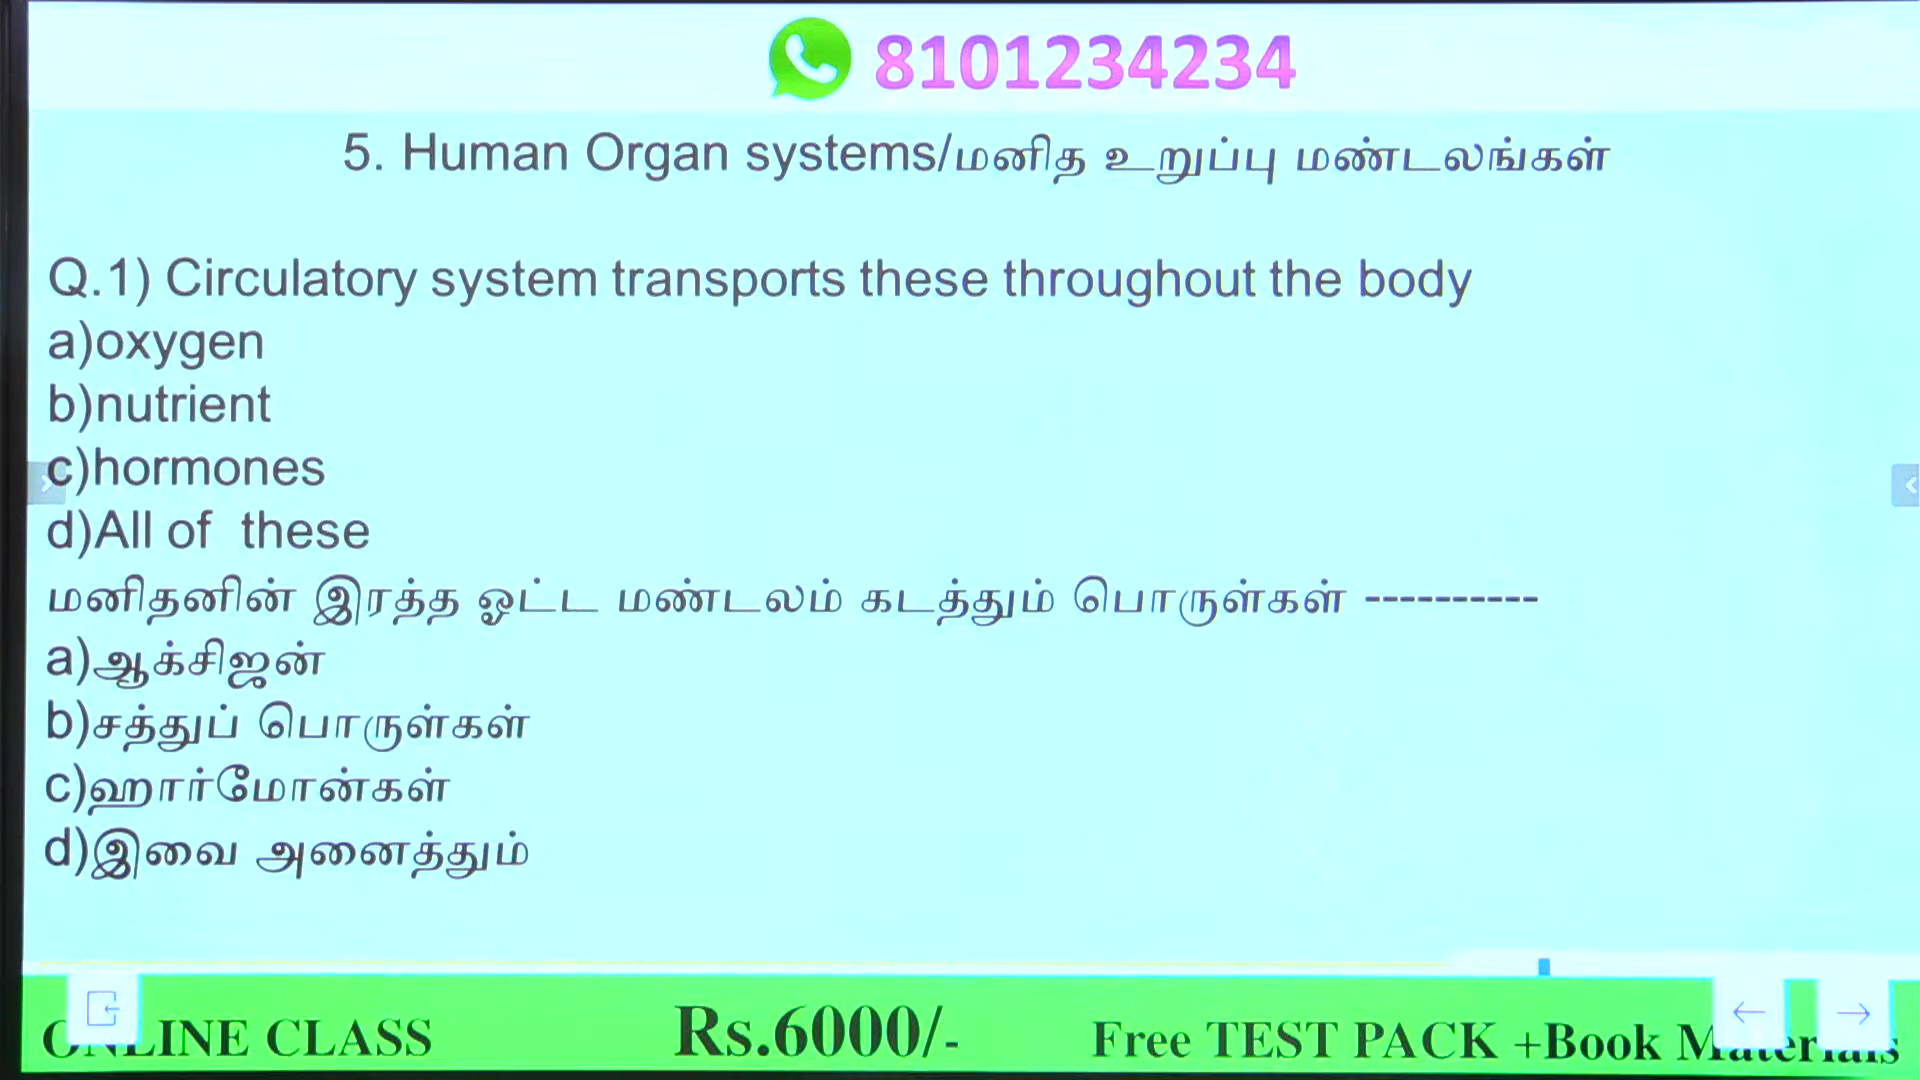 8101234234
5. Human Organ systems/மனித உறுப்பு மண்டலங்கள்
Q.1) Circulatory system transports these throughout the body
a)oxygen
b)nutrient
c)hormones
d)All of these
மனிதனின் இரத்த ஓட்ட மண்டலம் கடத்தும் பொருள்கள் ----------
a)ஆக்சிஜன்
b)சத்துப் பொருள்கள்
c)ஹார்மோன்கள்
d)இவை அனைத்தும்
ONLINE CLASS Rs.6000/- Free TEST PACK +Book Materials